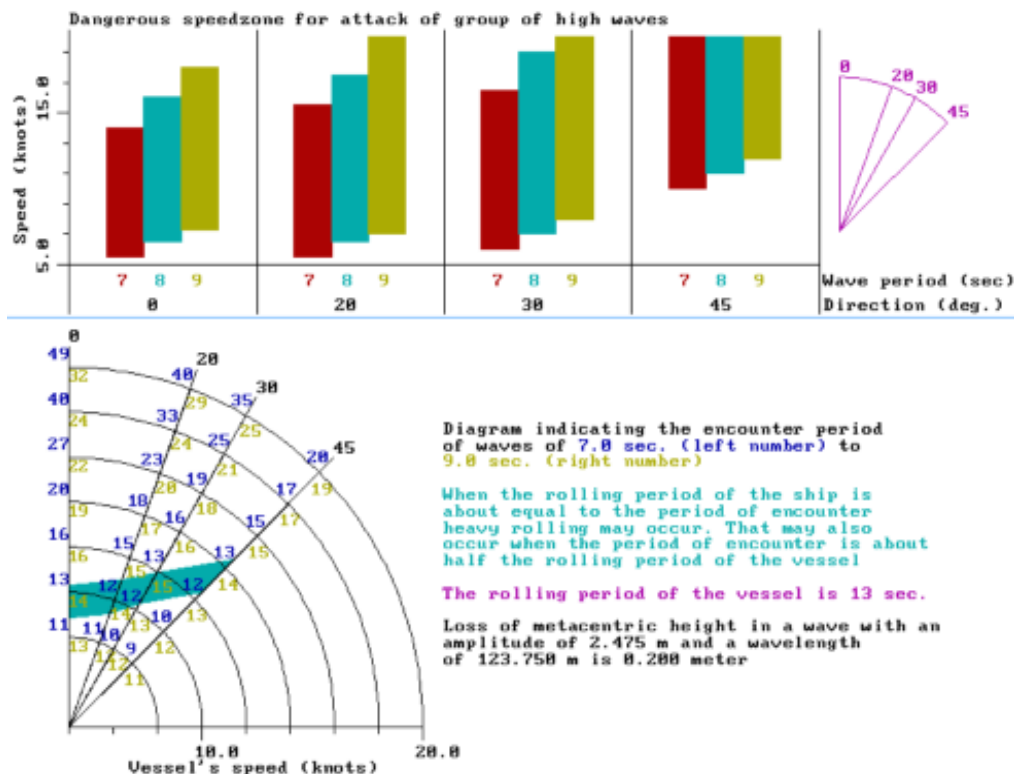 Dangerous speedzone for attack of group of high waves
Speed (knots)
15.0
5.0
0
20
30
45
7 8 9 7 8 9 7 8 9 7 8 9 Wave period (sec)
0 20 30 45 Direction (deg.)
0
49 20
40
32 30
29 35
40 33 25 20 45
24 24 25
27 23 21 19
22 20 19 17
20 18 18 17
19 17 16 15
16 15 16 15
16 15 13 13
13 12 12 15 12 14
14 14 13 10 13
11 11 10 9 12
13 12 11
10.0 20.0
Vessel's speed (knots)
Diagram indicating the encounter period
of waves of 7.0 sec. (left number) to
9.0 sec. (right number)
When the rolling period of the ship is
about equal to the period of encounter
heavy rolling may occur. That may also
occur when the period of encounter is about
half the rolling period of the vessel
The rolling period of the vessel is 13 sec.
Loss of metacentric height in a wave with an
amplitude of 2.475 m and a wavelength
of 123.750 m is 0.200 meter